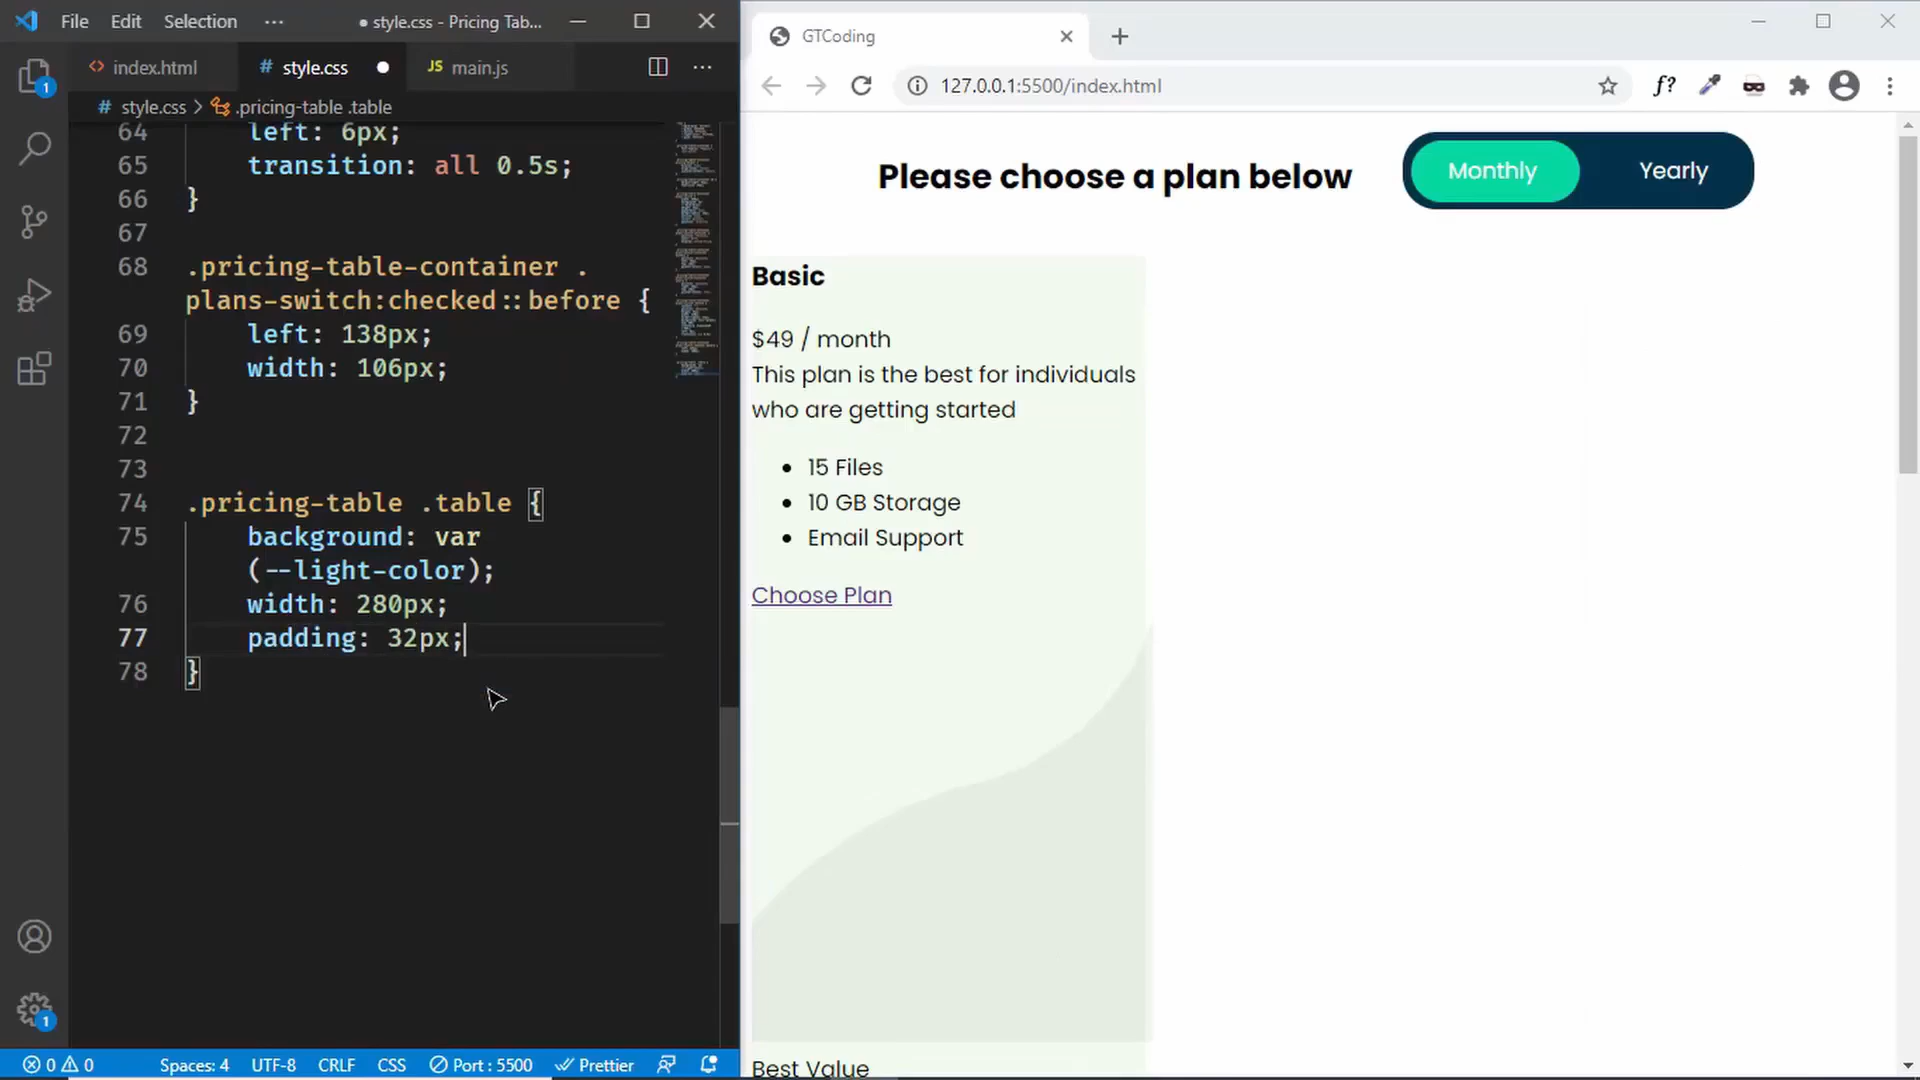 File Edit Selection ··· ● style.css - Pricing Tab...
index.html # style.css ● JS main.js ···
# style.css > .pricing-table .table
64 left: 6px;
65 transition: all 0.5s;
66 }
67
68 .pricing-table-container .
plans-switch:checked::before {
69 left: 138px;
70 width: 106px;
71 }
72
73
74 .pricing-table .table {
75 background: var
(--light-color);
76 width: 280px;
77 padding: 32px;
78 }
1
1
0 0 Spaces: 4 UTF-8 CRLF CSS Port : 5500 Prettier
GTCoding
127.0.0.1:5500/index.html f?
Please choose a plan below Monthly Yearly
Basic
$49 / month
This plan is the best for individuals
who are getting started
• 15 Files
• 10 GB Storage
• Email Support
Choose Plan
Best Value